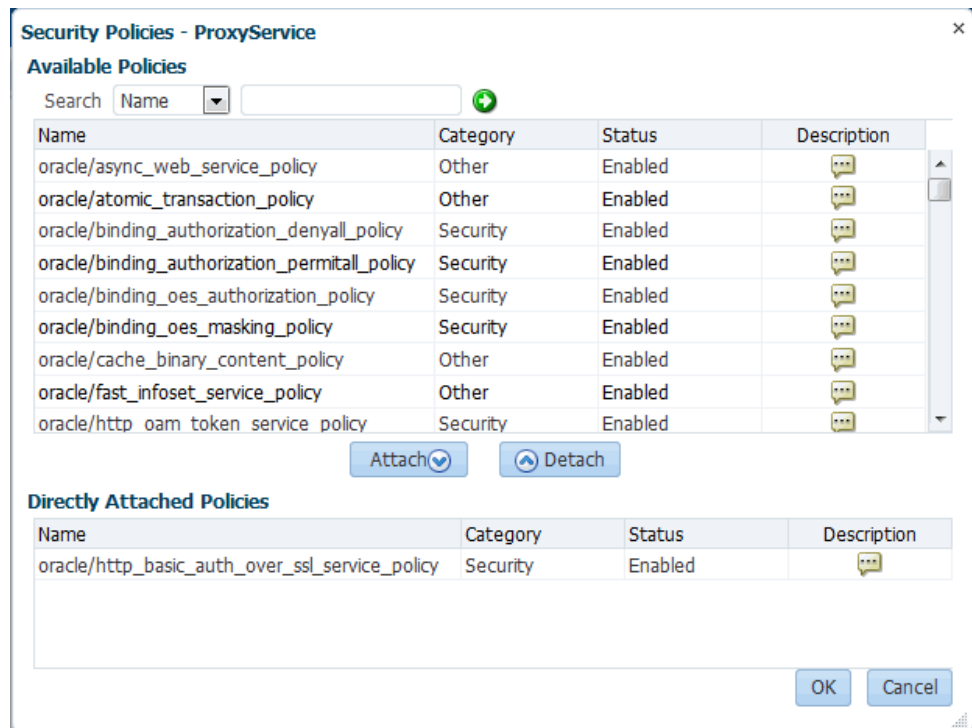 Security Policies - ProxyService
Available Policies
Search Name
Name Category Status Description
oracle/async_web_service_policy Other Enabled
oracle/atomic_transaction_policy Other Enabled
oracle/binding_authorization_denyall_policy Security Enabled
oracle/binding_authorization_permitall_policy Security Enabled
oracle/binding_oes_authorization_policy Security Enabled
oracle/binding_oes_masking_policy Security Enabled
oracle/cache_binary_content_policy Other Enabled
oracle/fast_infoset_service_policy Other Enabled
oracle/http_oam_token_service_policy Security Enabled
Attach Detach
Directly Attached Policies
Name Category Status Description
oracle/http_basic_auth_over_ssl_service_policy Security Enabled
OK Cancel